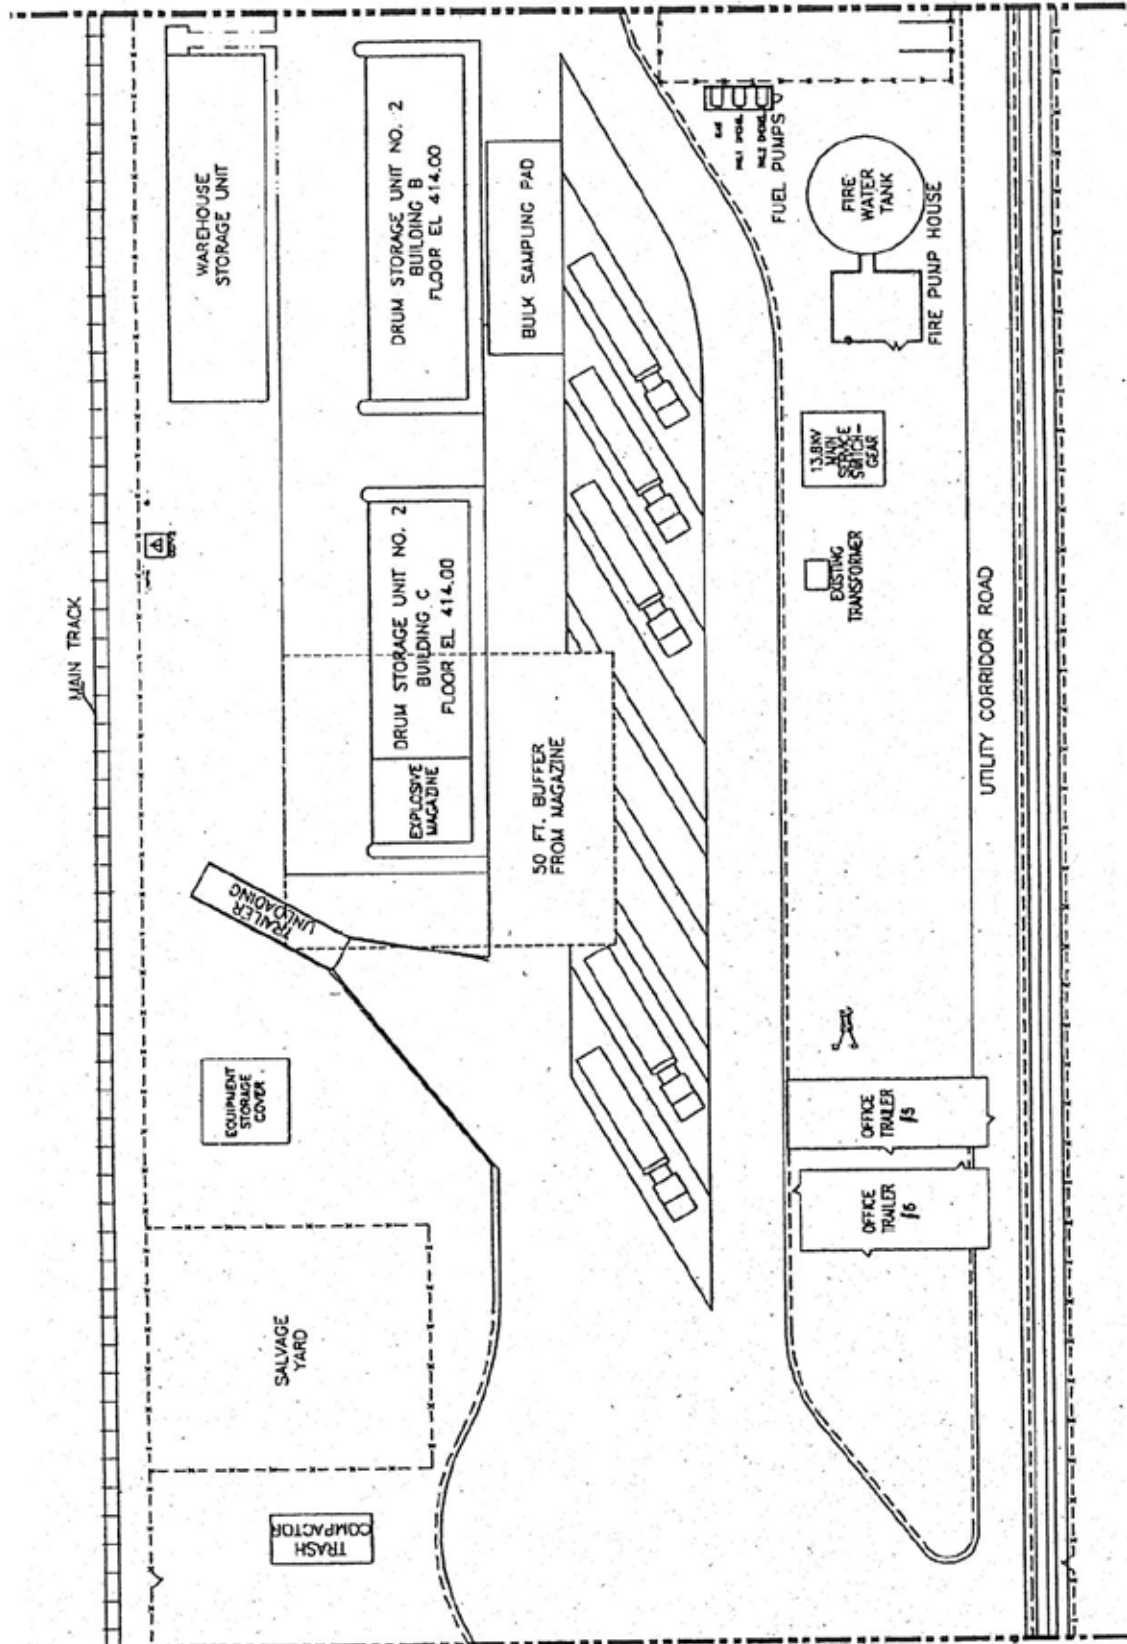 MAIN TRACK
WAREHOUSE
STORAGE UNIT
DRUM STORAGE UNIT NO. 2
BUILDING B
FLOOR EL 414.00
BULK SAMPLING PAD
FUEL PUMPS
FIRE
WATER
TANK
FIRE PUMP HOUSE
13.8KV
MAIN
SERVICE
SWITCH-
GEAR
EXISTING
TRANSFORMER
UTILITY CORRIDOR ROAD
DRUM STORAGE UNIT NO. 2
BUILDING C
FLOOR EL 414.00
EXPLOSIVE
MAGAZINE
50 FT. BUFFER
FROM MAGAZINE
TRAILER
UNLOADING
EQUIPMENT
STORAGE
COVER
OFFICE
TRAILER
OFFICE
TRAILER
SALVAGE
YARD
TRASH
COMPACTOR